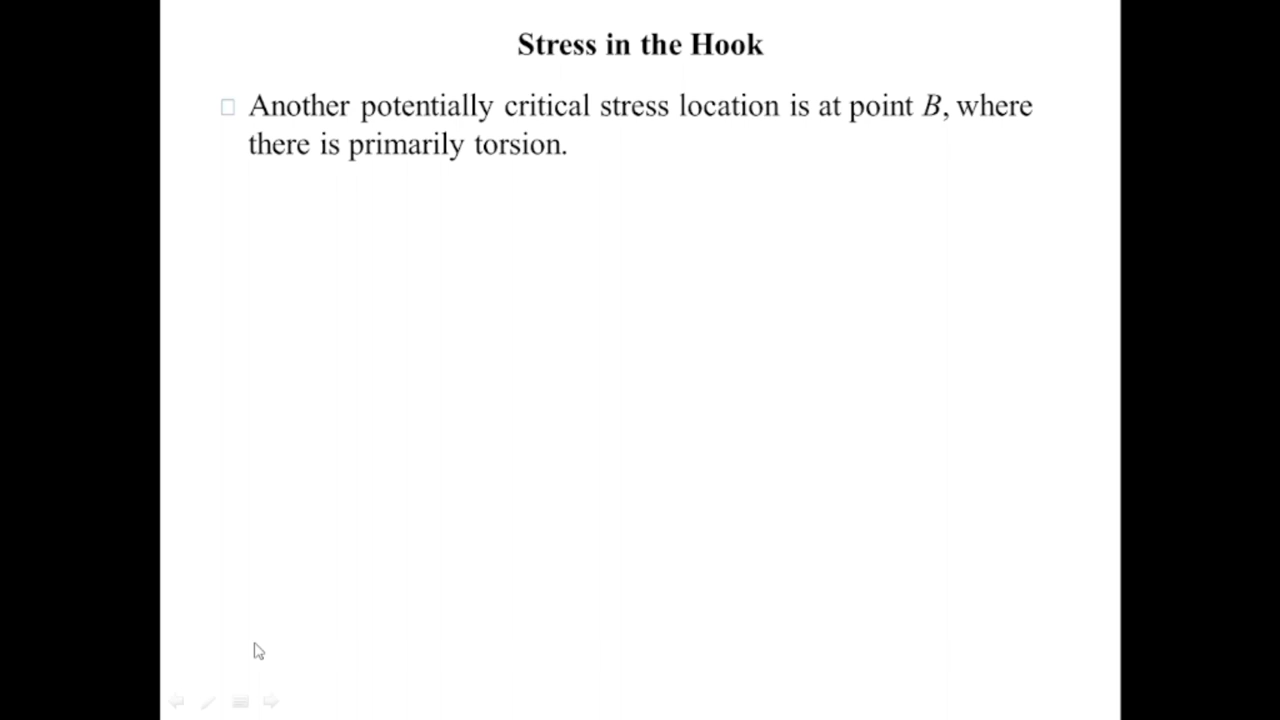 Stress in the Hook
Another potentially critical stress location is at point B, where
there is primarily torsion.